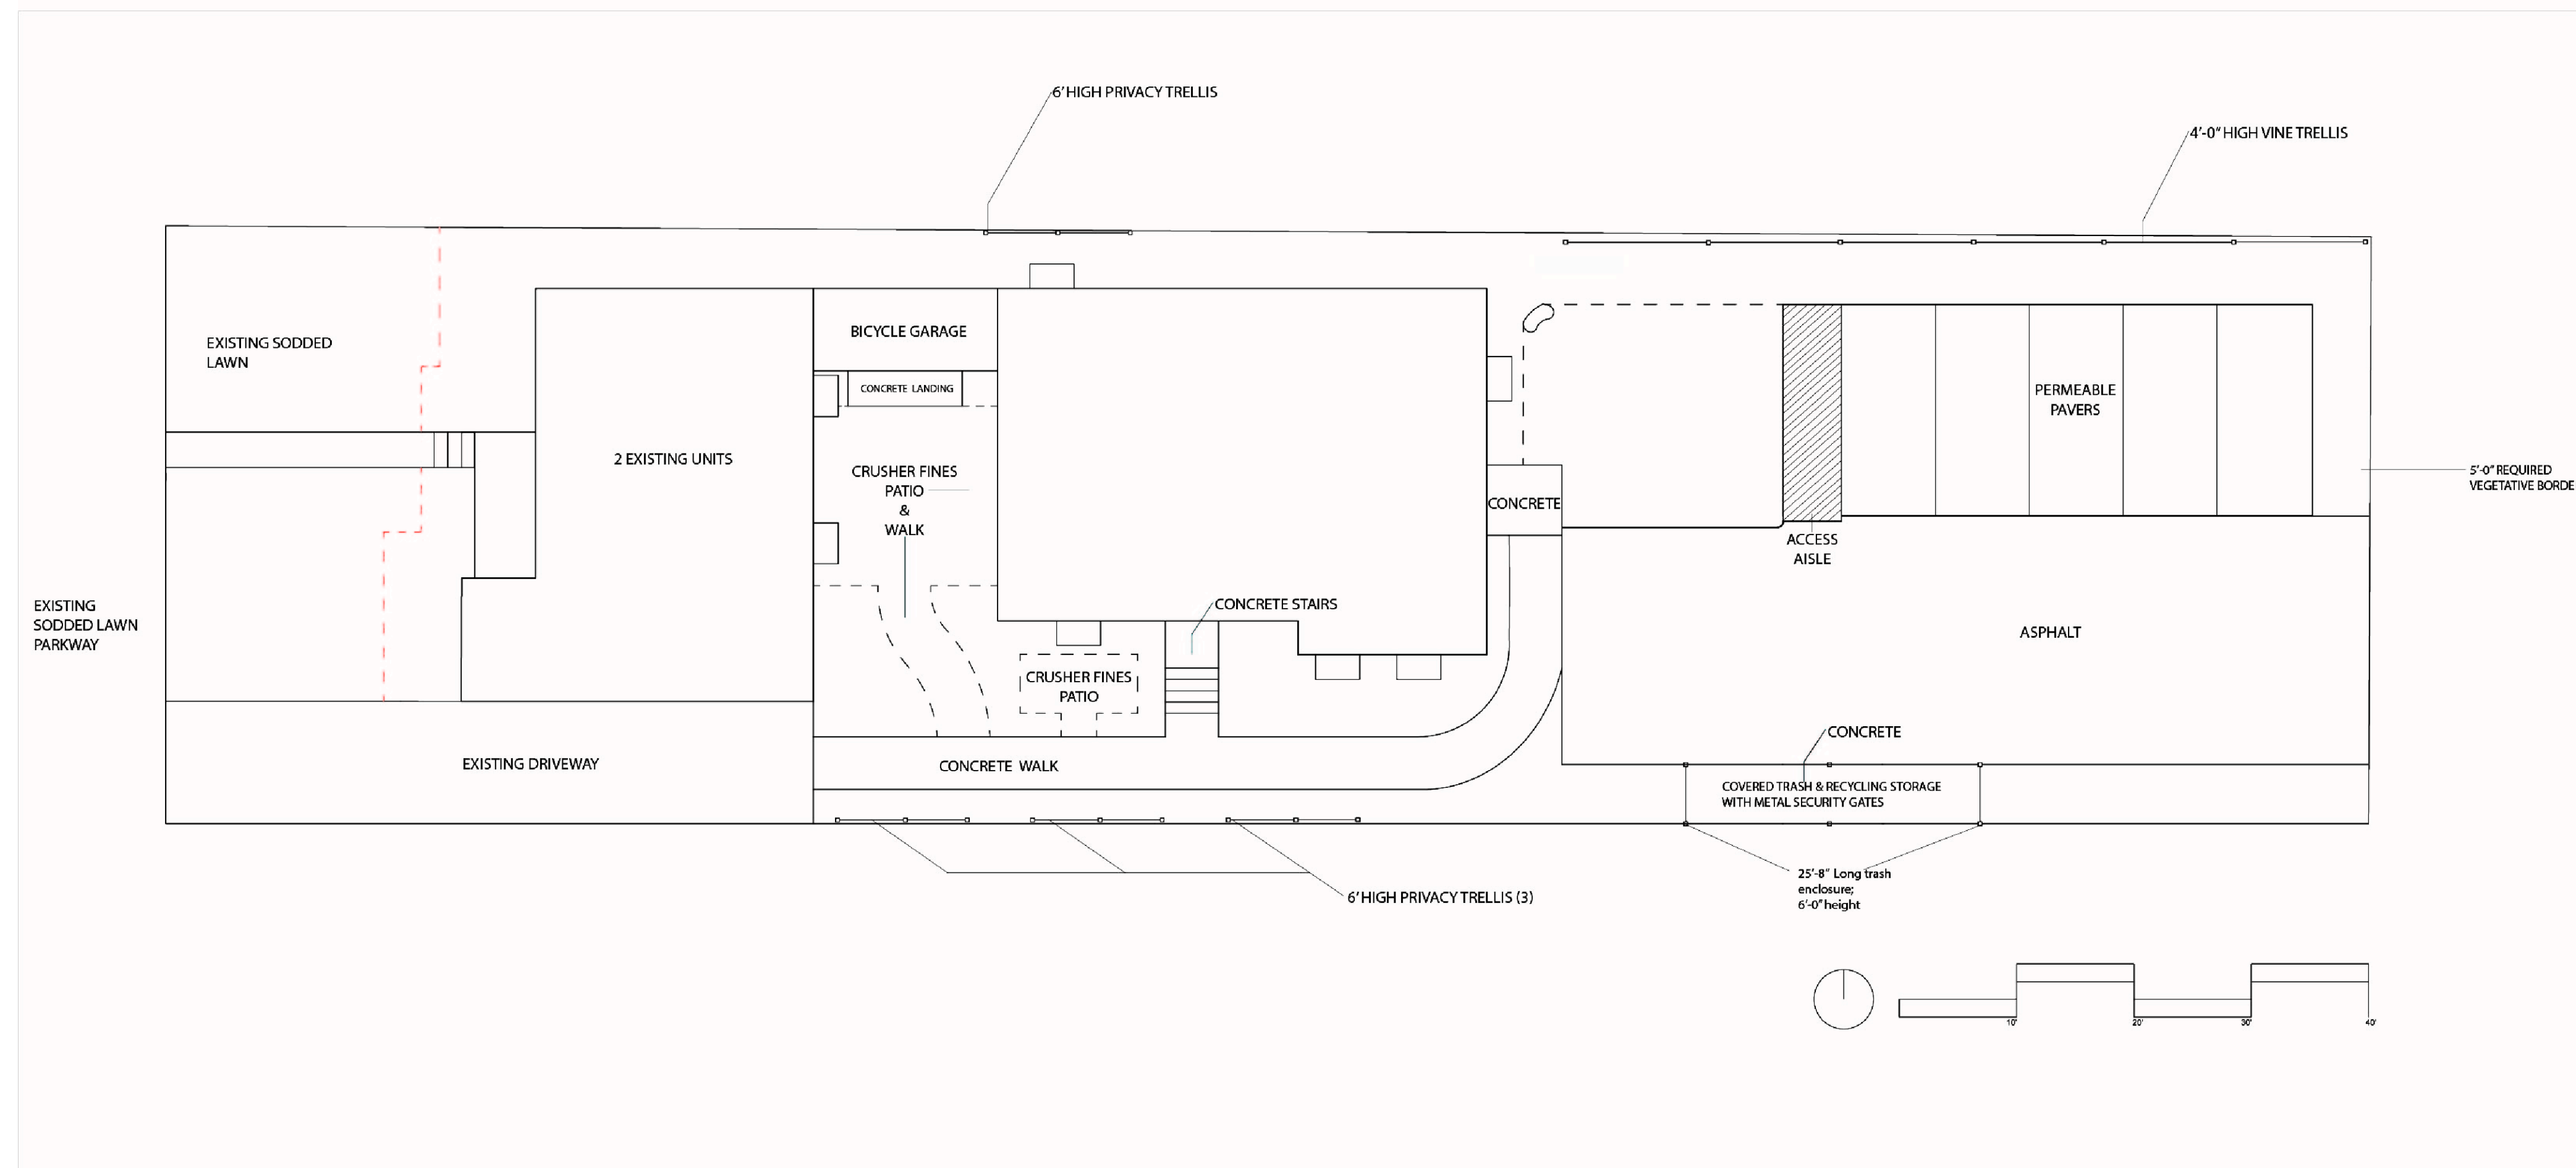 6' HIGH PRIVACY TRELLIS
4'-0" HIGH VINE TRELLIS
EXISTING SODDED
LAWN
BICYCLE GARAGE
CONCRETE LANDING
2 EXISTING UNITS
CRUSHER FINES
PATIO
&
WALK
CONCRETE
PERMEABLE
PAVERS
5'-0" REQUIRED
VEGETATIVE BORDE
ACCESS
AISLE
EXISTING
SODDED LAWN
PARKWAY
CONCRETE STAIRS
ASPHALT
CRUSHER FINES
PATIO
EXISTING DRIVEWAY
CONCRETE WALK
CONCRETE
COVERED TRASH & RECYCLING STORAGE
WITH METAL SECURITY GATES
6' HIGH PRIVACY TRELLIS (3)
25'-8" Long trash
enclosure;
6'-0" height
10' 20' 30' 40'